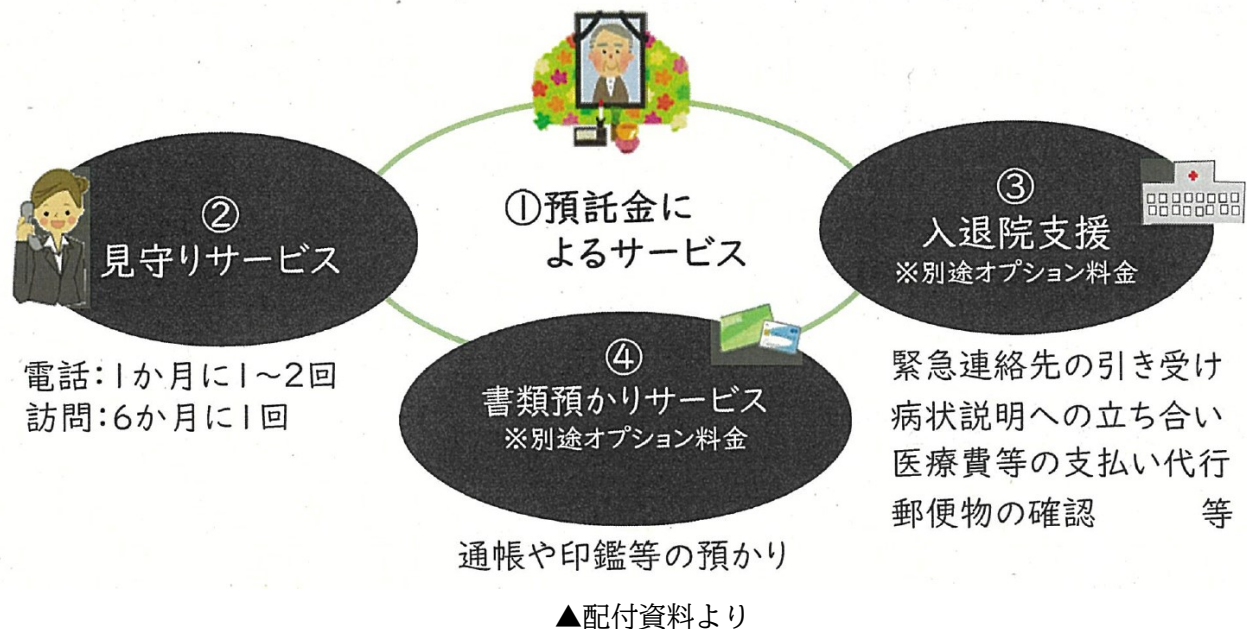 ①預託金に
よるサービス
②
見守りサービス
電話:1か月に1~2回
訪問:6か月に1回
③
入退院支援
※別途オプション料金
緊急連絡先の引き受け
病状説明への立ち合い
医療費等の支払い代行
郵便物の確認 等
④
書類預かりサービス
※別途オプション料金
通帳や印鑑等の預かり
▲配付資料より